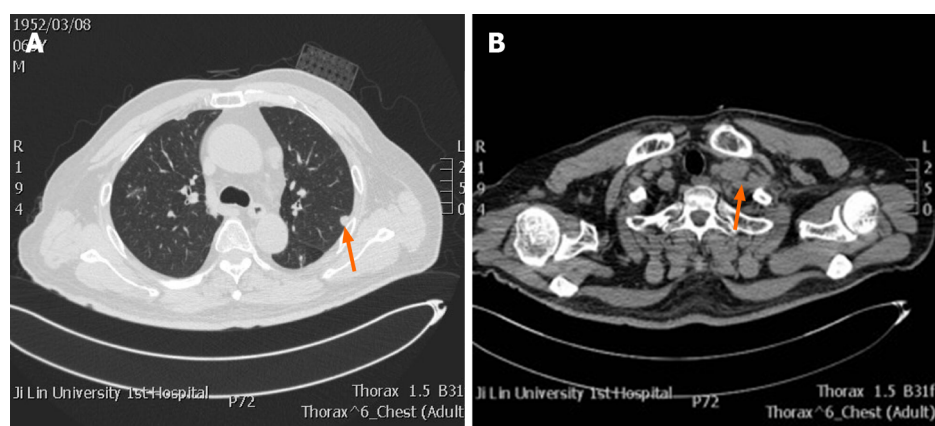 1952/03/08
A
M
R
L
1
9
4
2
5
0
Ji Lin University 1st Hospital
P72
Thorax 1.5 B31
Thorax^6_Chest (Adult
B
R
L
1
9
4
2
5
0
Ji Lin University 1st Hospital
P72
Thorax 1.5 B31f
Thorax^6_Chest (Adult)